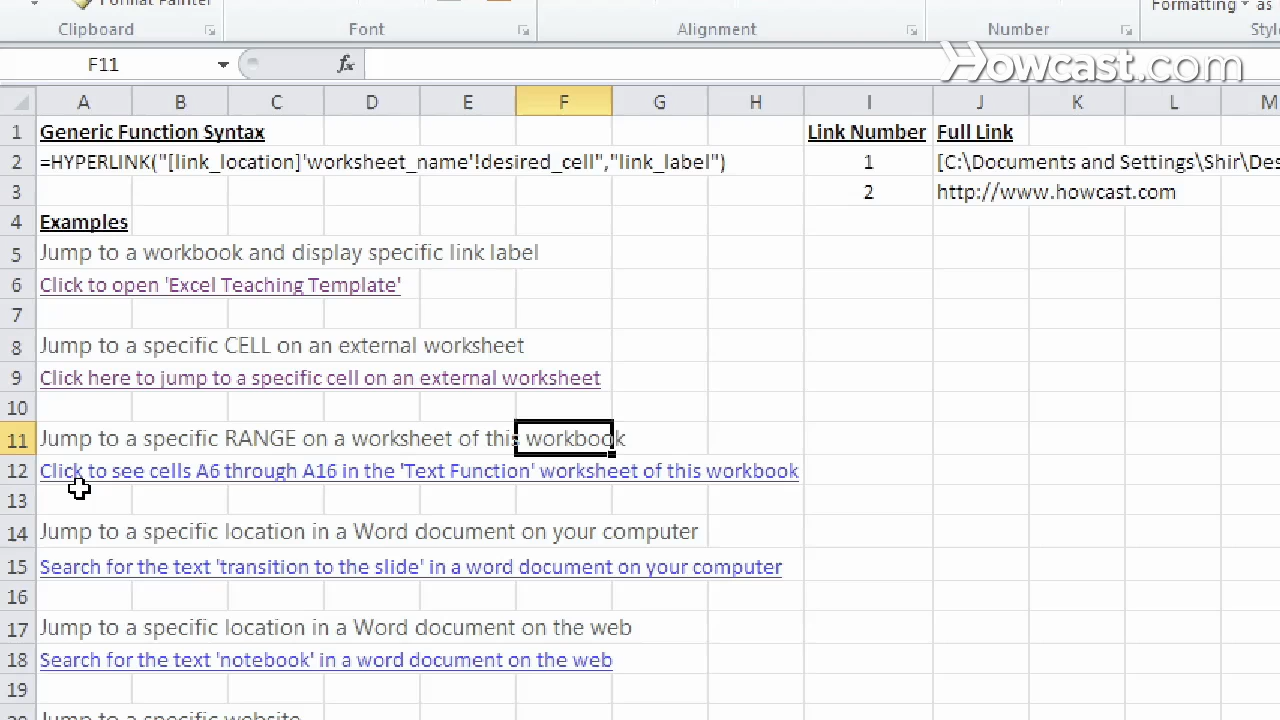 Format Painter
Formatting as
Clipboard Font Alignment Number
F11 fx
Howcast.com
A B C D E F G H I J K L M
1 Generic Function Syntax Link Number Full Link
2 =HYPERLINK("[link_location]'worksheet_name'!desired_cell","link_label") 1 [C:\Documents and Settings\Shir\Des
3 2 http://www.howcast.com
4 Examples
5 Jump to a workbook and display specific link label
6 Click to open 'Excel Teaching Template'
7
8 Jump to a specific CELL on an external worksheet
9 Click here to jump to a specific cell on an external worksheet
10
11 Jump to a specific RANGE on a worksheet of this workbook
12 Click to see cells A6 through A16 in the 'Text Function' worksheet of this workbook
13
14 Jump to a specific location in a Word document on your computer
15 Search for the text 'transition to the slide' in a word document on your computer
16
17 Jump to a specific location in a Word document on the web
18 Search for the text 'notebook' in a word document on the web
19
Jump to a specific website